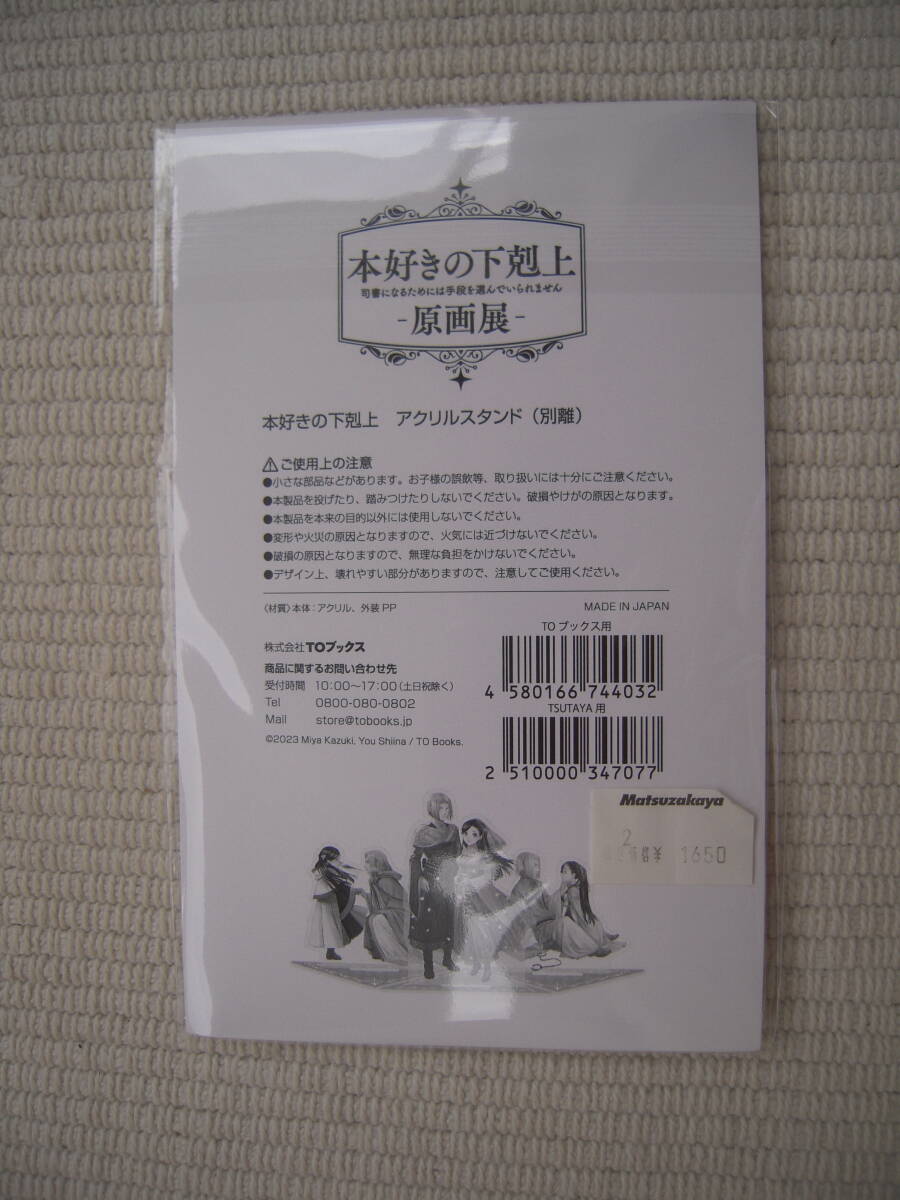 本好きの下剋上
司書になるためには手段を選んでいられません
-原画展-
本好きの下剋上 アクリルスタンド（別離）
ご使用上の注意
●小さな部品などがあります。お子様の誤飲等、取り扱いには十分にご注意ください。
●本製品を投げたり、踏みつけたりしないでください。破損やけがの原因となります。
●本製品を本来の目的以外には使用しないでください。
●変形や火災の原因となりますので、火気には近づけないでください。
●破損の原因となりますので、無理な負担をかけないでください。
●デザイン上、壊れやすい部分がありますので、注意してご使用ください。
〈材質〉本体：アクリル、外装 PP
MADE IN JAPAN
株式会社TOブックス
商品に関するお問い合わせ先
受付時間 10:00〜17:00（土日祝除く）
Tel 0800-080-0802
Mail store@tobooks.jp
©2023 Miya Kazuki, You Shiina / TO Books.
TO ブックス用
4 580166 744032
TSUTAYA 用
2 510000 347077
Matsuzakaya
2
¥ 1650